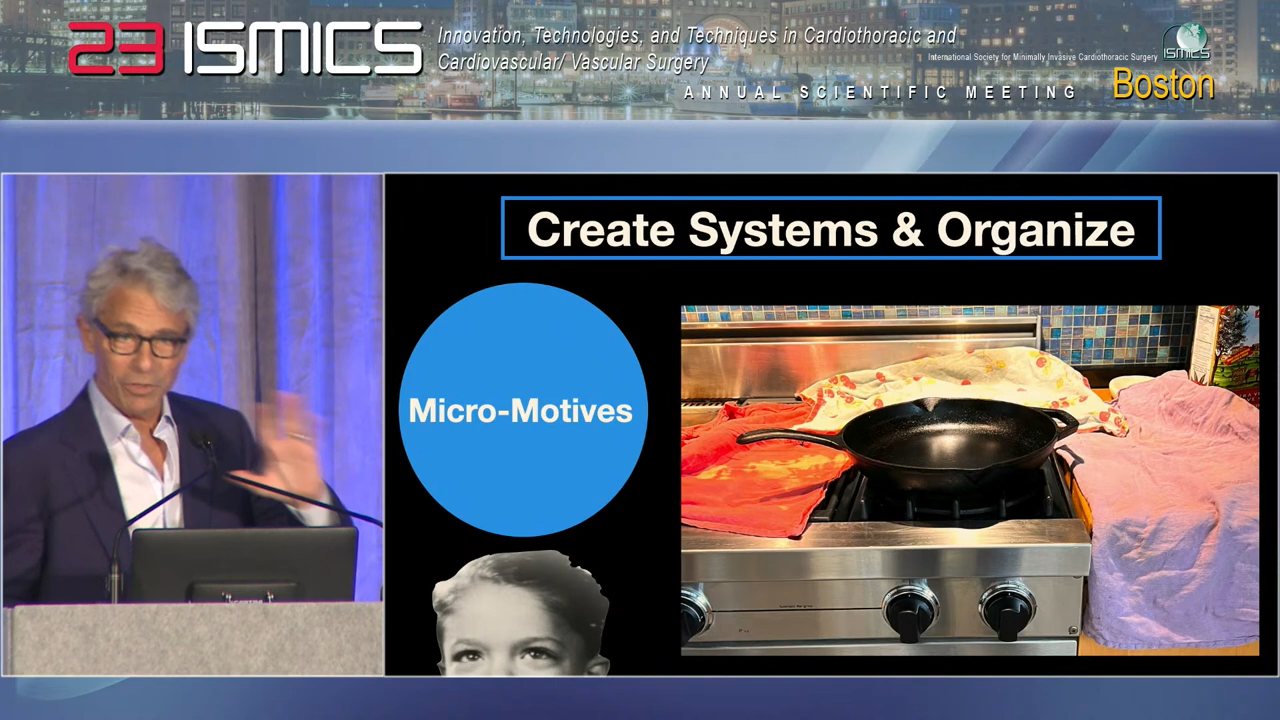 23 ISMICS
Innovation, Technologies, and Techniques in Cardiothoracic and
Cardiovascular/ Vascular Surgery
International Society for Minimally Invasive Cardiothoracic Surgery
ISMICS
ANNUAL SCIENTIFIC MEETING
Boston
Create Systems & Organize
Micro-Motives